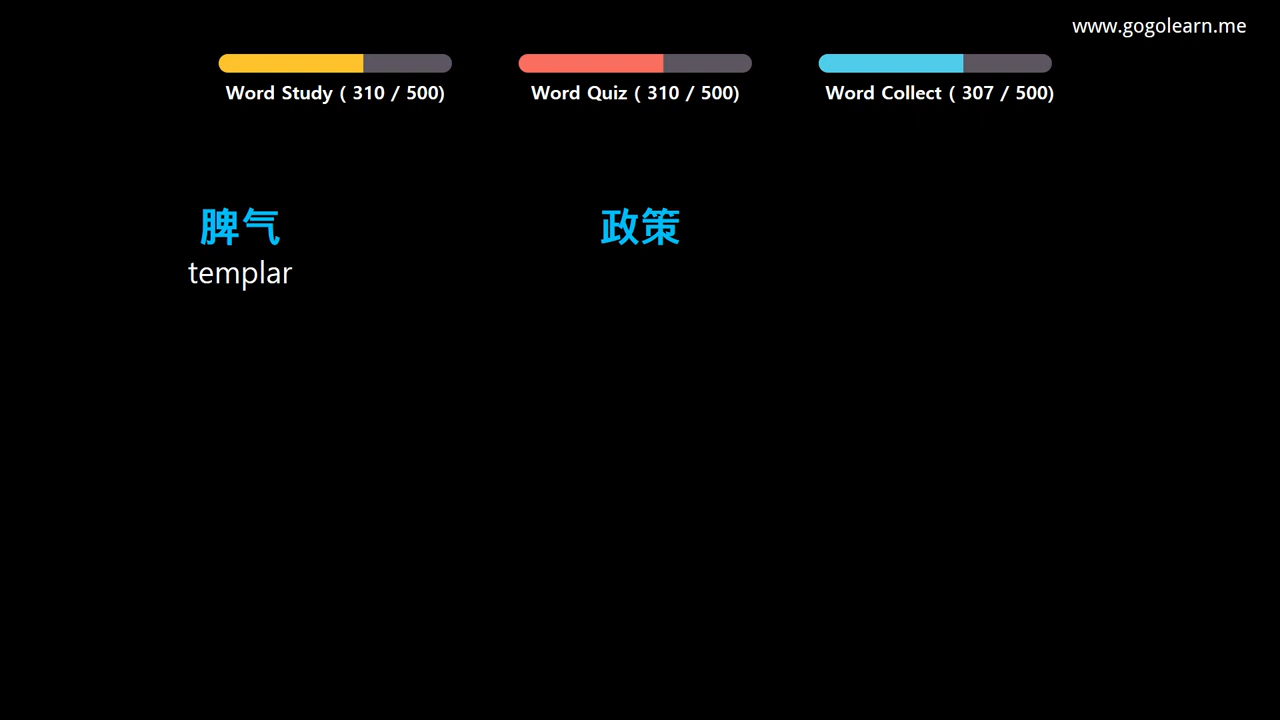 www.gogolearn.me
Word Study ( 310 / 500)
Word Quiz ( 310 / 500)
Word Collect ( 307 / 500)
脾气
政策
templar